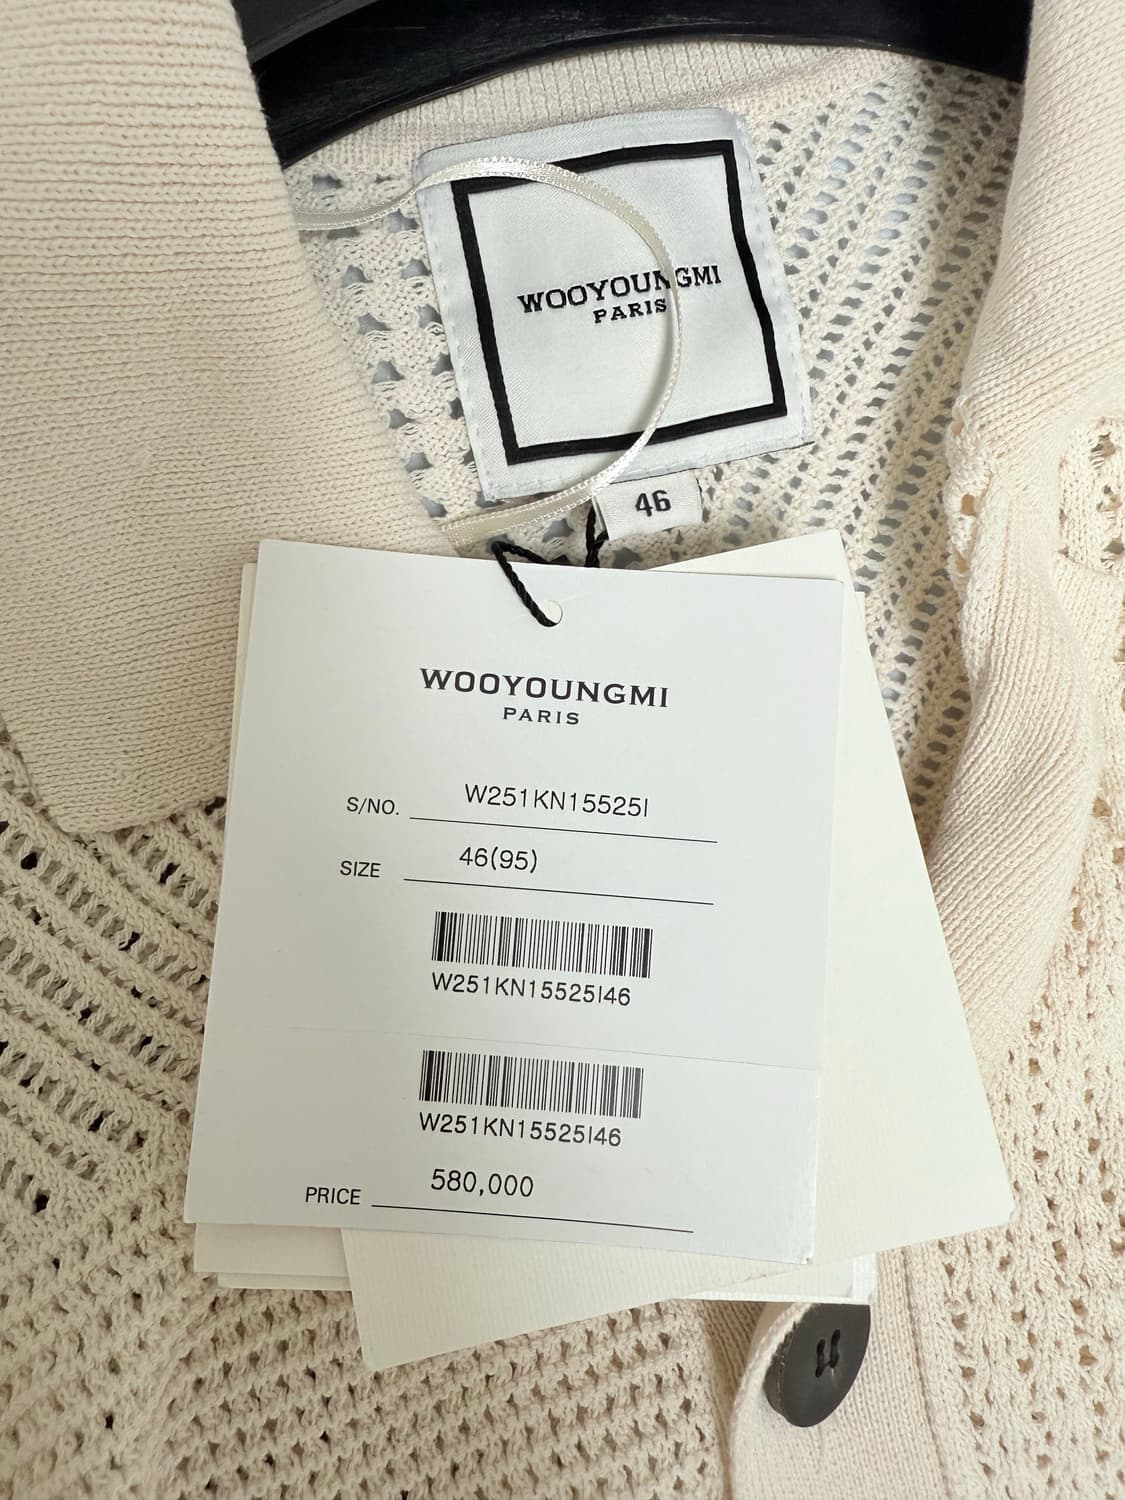 WOOYOUNGMI
PARIS
46
WOOYOUNGMI
PARIS
S/NO. W251KN15525I
SIZE 46(95)
W251KN15525I46
W251KN15525I46
PRICE 580,000